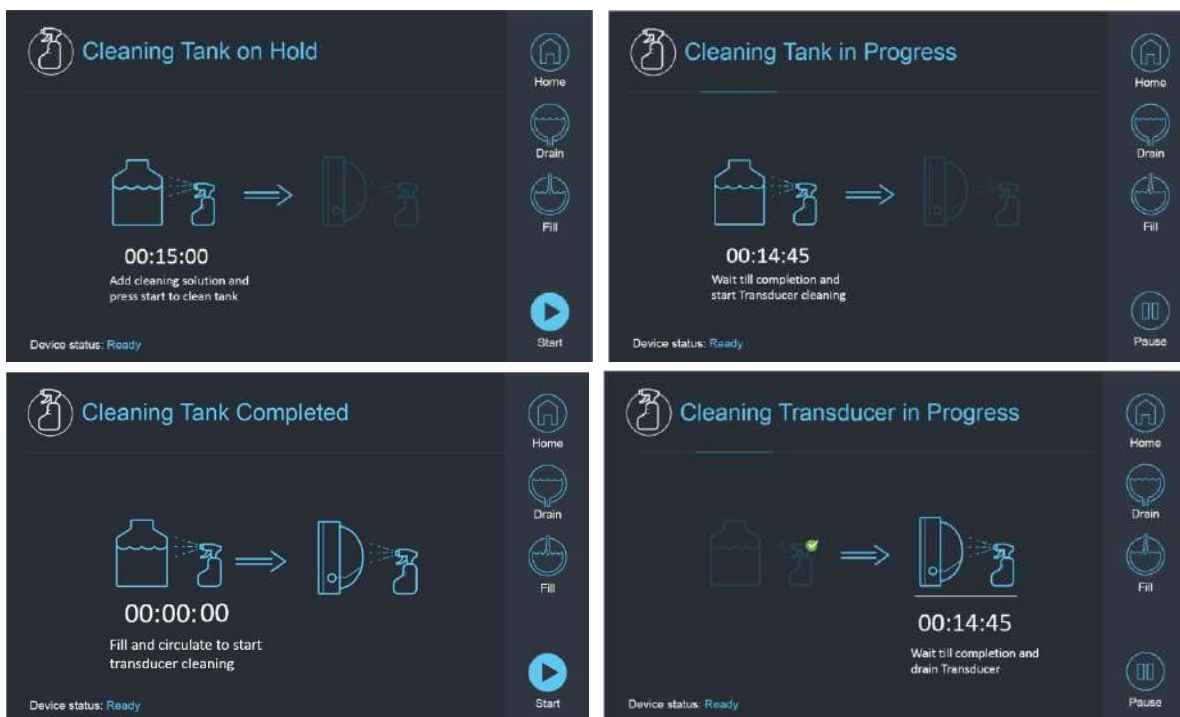 Cleaning Tank on Hold
Home
Drain
Fill
00:15:00
Add cleaning solution and
press start to clean tank
Device status: Ready
Start
Cleaning Tank in Progress
Home
Drain
Fill
00:14:45
Wait till completion and
start Transducer cleaning
Device status: Ready
Pause
Cleaning Tank Completed
Home
Drain
Fill
00:00:00
Fill and circulate to start
transducer cleaning
Device status: Ready
Start
Cleaning Transducer in Progress
Home
Drain
Fill
00:14:45
Wait till completion and
drain Transducer
Device status: Ready
Pause